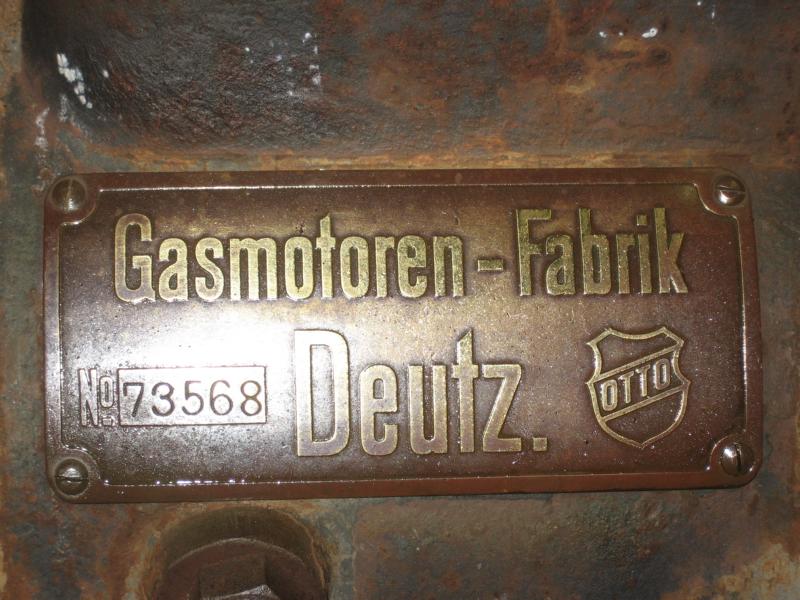 Gasmotoren-Fabrik
Deutz.
No. 73568
OTTO